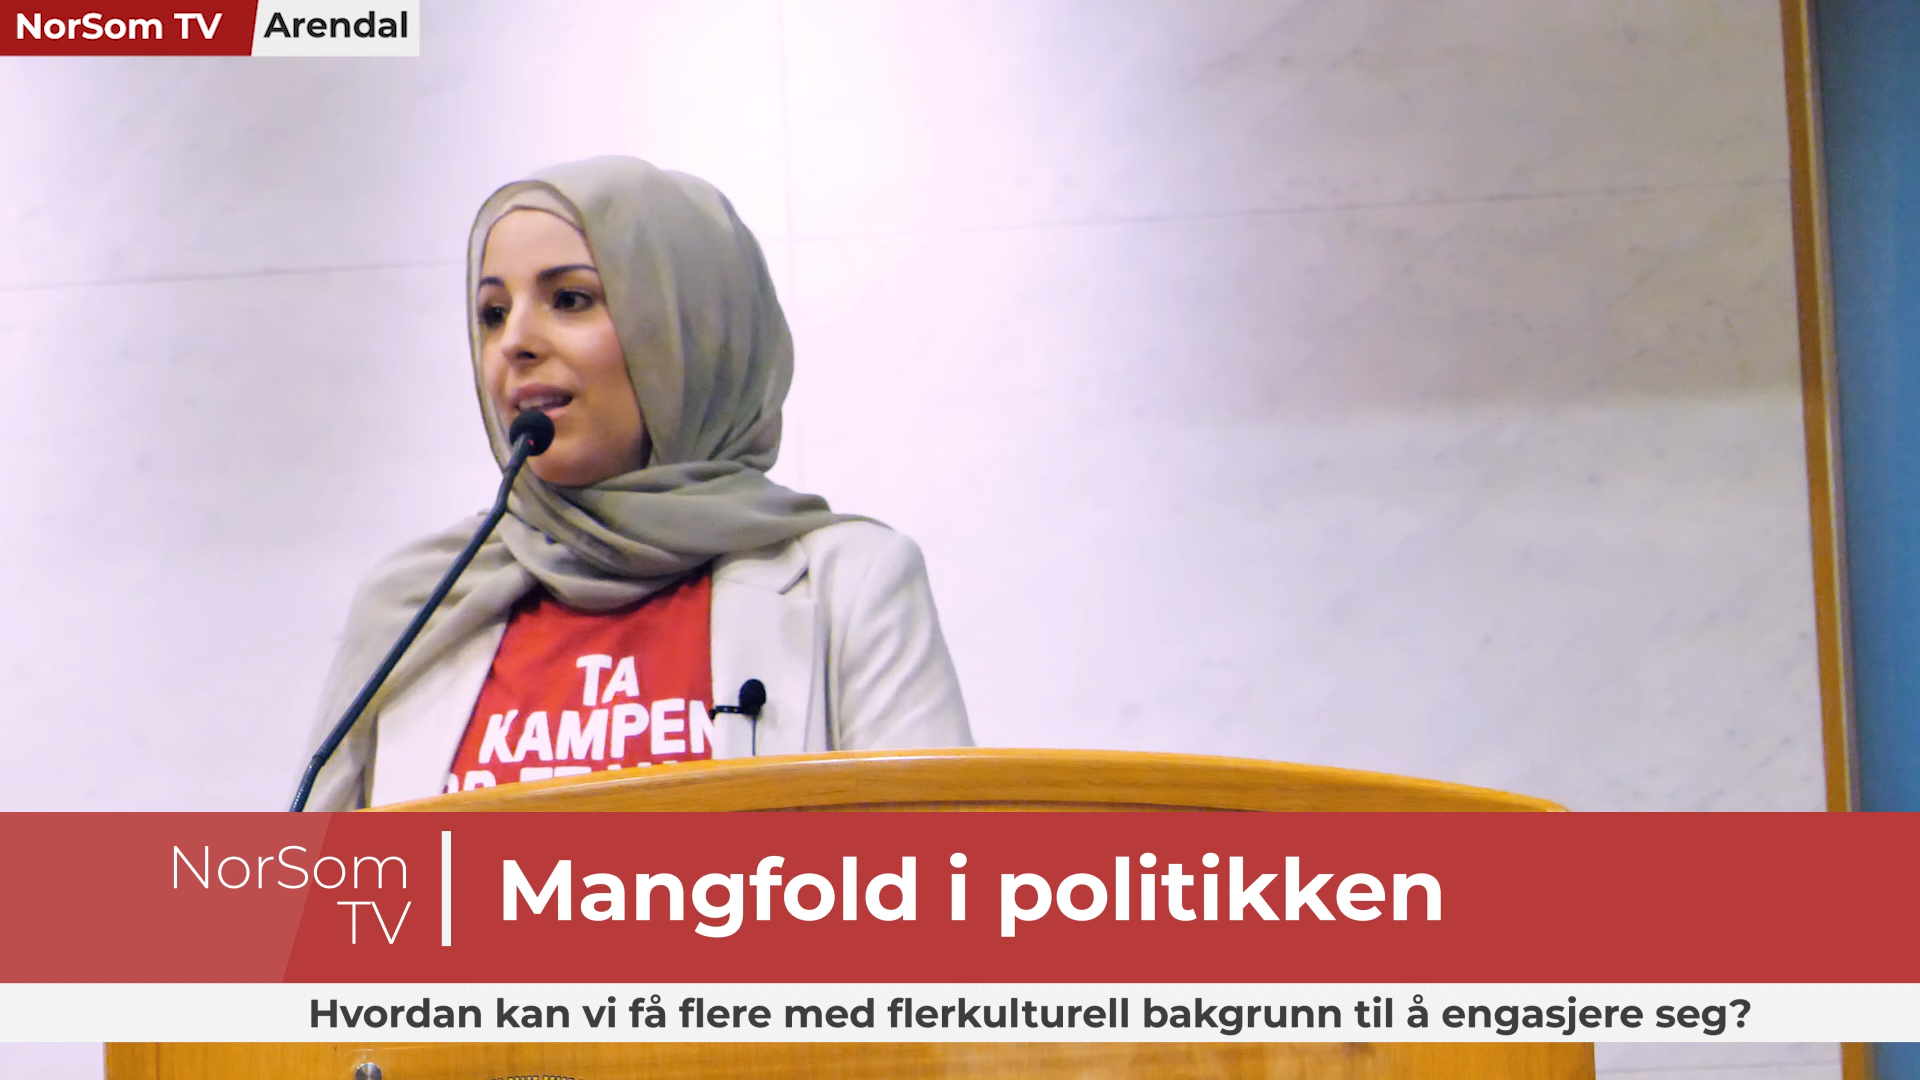 NorSom TV Arendal
TA
KAMPEN
NorSom
TV
Mangfold i politikken
Hvordan kan vi få flere med flerkulturell bakgrunn til å engasjere seg?